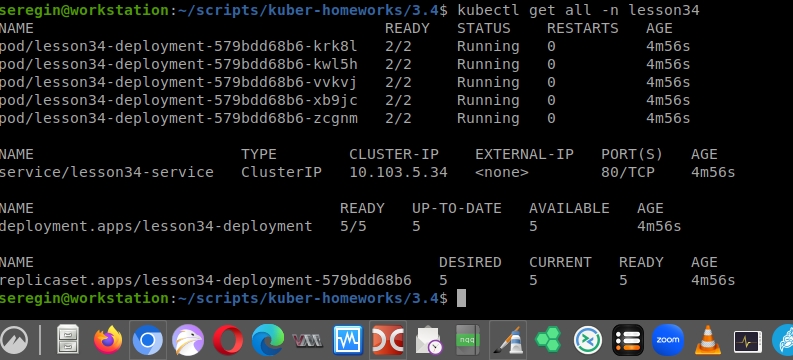 seregin@workstation:~/scripts/kuber-homeworks/3.4$ kubectl get all -n lesson34
NAME READY STATUS RESTARTS AGE
pod/lesson34-deployment-579bdd68b6-krk8l 2/2 Running 0 4m56s
pod/lesson34-deployment-579bdd68b6-kwl5h 2/2 Running 0 4m56s
pod/lesson34-deployment-579bdd68b6-vvkvj 2/2 Running 0 4m56s
pod/lesson34-deployment-579bdd68b6-xb9jc 2/2 Running 0 4m56s
pod/lesson34-deployment-579bdd68b6-zcgnm 2/2 Running 0 4m56s
NAME TYPE CLUSTER-IP EXTERNAL-IP PORT(S) AGE
service/lesson34-service ClusterIP 10.103.5.34 <none> 80/TCP 4m56s
NAME READY UP-TO-DATE AVAILABLE AGE
deployment.apps/lesson34-deployment 5/5 5 5 4m56s
NAME DESIRED CURRENT READY AGE
replicaset.apps/lesson34-deployment-579bdd68b6 5 5 5 4m56s
seregin@workstation:~/scripts/kuber-homeworks/3.4$
zoom